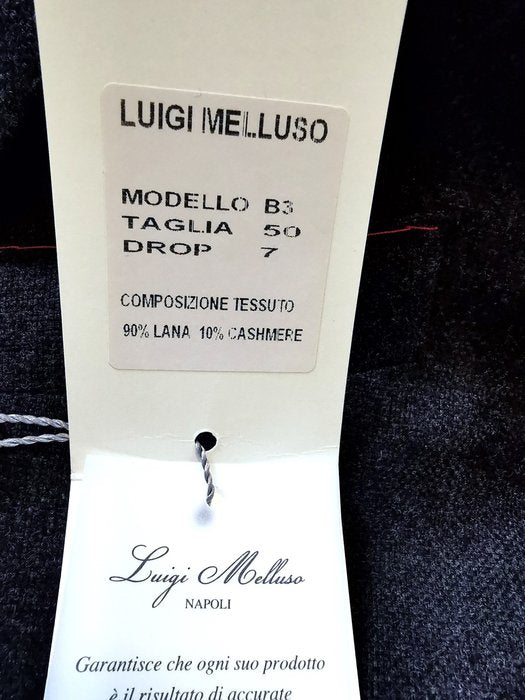 LUIGI MELLUSO
MODELLO B3
TAGLIA 50
DROP 7
COMPOSIZIONE TESSUTO
90% LANA 10% CASHMERE
Luigi Melluso
NAPOLI
Garantisce che ogni suo prodotto
è il risultato di accurate